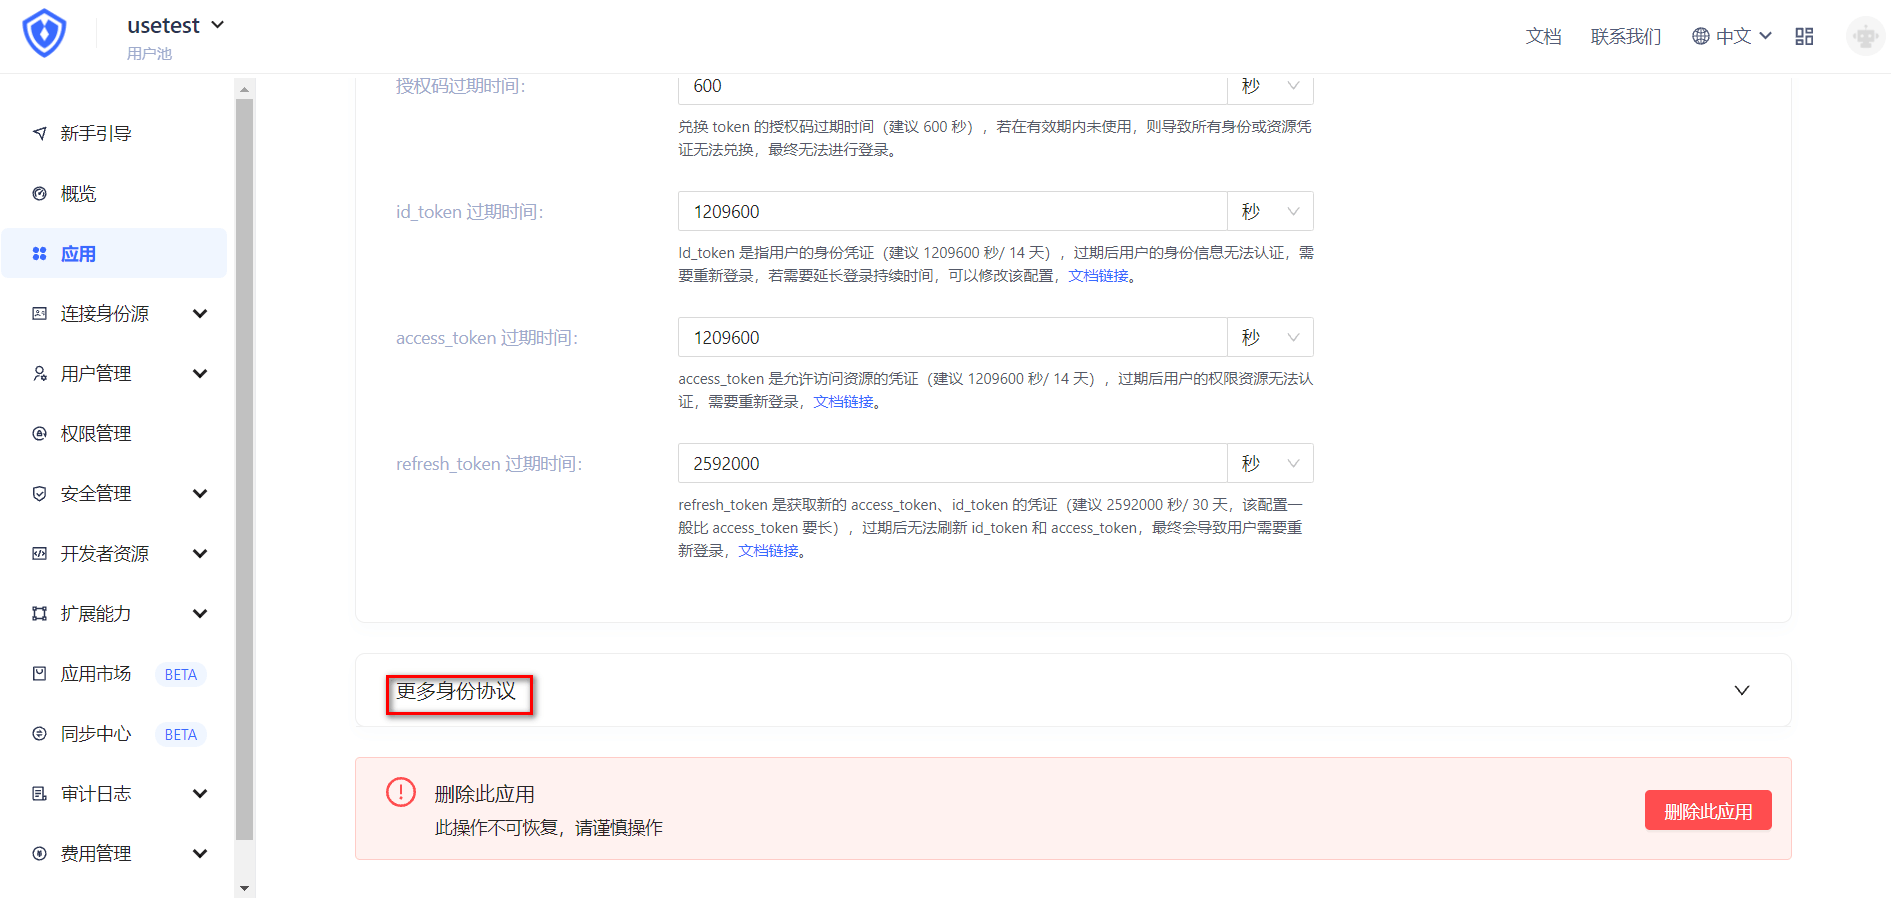 usetest
用户池
文档
联系我们
中文
新手引导
概览
应用
连接身份源
用户管理
权限管理
安全管理
开发者资源
扩展能力
应用市场 BETA
同步中心 BETA
审计日志
费用管理
授权码过期时间：
600 秒
兑换 token 的授权码过期时间（建议 600 秒），若在有效期内未使用，则导致所有身份或资源凭
证无法兑换，最终无法进行登录。
id_token 过期时间：
1209600 秒
Id_token 是指用户的身份凭证（建议 1209600 秒/ 14 天），过期后用户的身份信息无法认证，需
要重新登录，若需要延长登录持续时间，可以修改该配置，文档链接。
access_token 过期时间：
1209600 秒
access_token 是允许访问资源的凭证（建议 1209600 秒/ 14 天），过期后用户的权限资源无法认
证，需要重新登录，文档链接。
refresh_token 过期时间：
2592000 秒
refresh_token 是获取新的 access_token、id_token 的凭证（建议 2592000 秒/ 30 天，该配置一
般比 access_token 要长），过期后无法刷新 id_token 和 access_token，最终会导致用户需要重
新登录，文档链接。
更多身份协议
删除此应用
此操作不可恢复，请谨慎操作
删除此应用